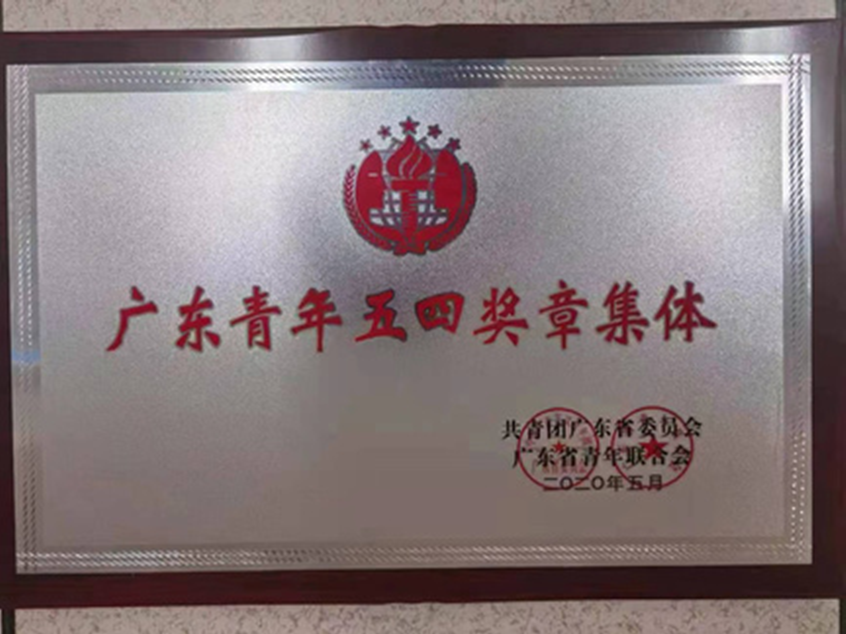 广东青年五四奖章集体
共青团广东省委员会
广东省青年联合会
二〇二〇年五月